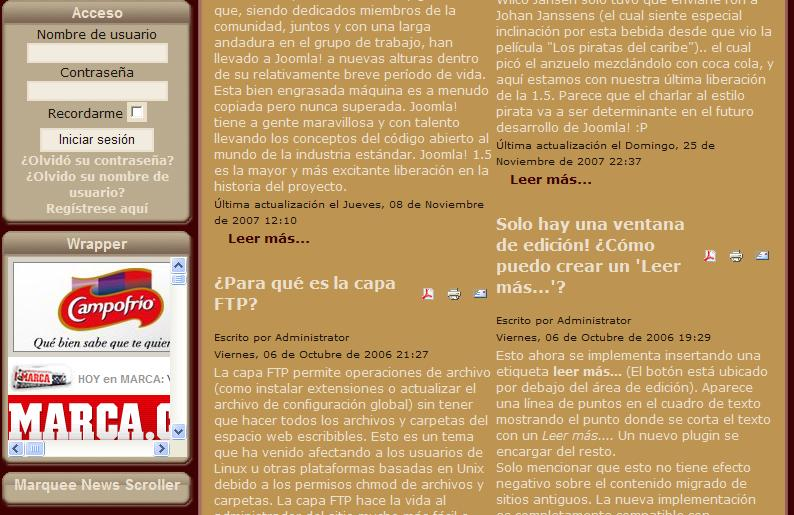 Acceso
Nombre de usuario
Contraseña
Recordarme
Iniciar sesión
¿Olvidó su contraseña?
¿Olvido su nombre de
usuario?
Regístrese aquí
Wrapper
Campofrío
Qué bien sabe que te quier
MARCA
HOY en MARCA:
MARCA.C
Marquee News Scroller
que, siendo dedicados miembros de la
comunidad, juntos y con una larga
andadura en el grupo de trabajo, han
llevado a Joomla! a nuevas alturas dentro
de su relativamente breve período de vida.
Esta bien engrasada máquina es a menudo
copiada pero nunca superada. Joomla!
tiene a gente maravillosa y con talento
llevando los conceptos del código abierto al
mundo de la industria estándar. Joomla! 1.5
es la mayor y más excitante liberación en la
historia del proyecto.
Última actualización el Jueves, 08 de Noviembre
de 2007 12:10
Leer más...
¿Para qué es la capa
FTP?
Escrito por Administrator
Viernes, 06 de Octubre de 2006 21:27
La capa FTP permite operaciones de archivo
(como instalar extensiones o actualizar el
archivo de configuración global) sin tener
que hacer todos los archivos y carpetas del
espacio web escribibles. Esto es un tema
que ha venido afectando a los usuarios de
Linux u otras plataformas basadas en Unix
debido a los permisos chmod de archivos y
carpetas. La capa FTP hace la vida al
administrador del sitio mucho más fácil a
Wilco Jansen solo tuvo que enviarle ron a
Johan Janssens (el cual siente especial
inclinación por esta bebida desde que vio la
película "Los piratas del caribe").. el cual
picó el anzuelo mezclándolo con coca cola, y
aquí estamos con nuestra última liberación
de la 1.5. Parece que el charlar al estilo
pirata va a ser determinante en el futuro
desarrollo de Joomla! :P
Última actualización el Domingo, 25 de
Noviembre de 2007 22:37
Leer más...
Solo hay una ventana
de edición! ¿Cómo
puedo crear un 'Leer
más...'?
Escrito por Administrator
Viernes, 06 de Octubre de 2006 19:29
Esto ahora se implementa insertando una
etiqueta leer más... (El botón está ubicado
por debajo del área de edición). Aparece
una línea de puntos en el cuadro de texto
mostrando el punto donde se corta el texto
con un Leer más.... Un nuevo plugin se
encargar del resto.
Solo mencionar que esto no tiene efecto
negativo sobre el contenido migrado de
sitios antiguos. La nueva implementación
es completamente compatible con